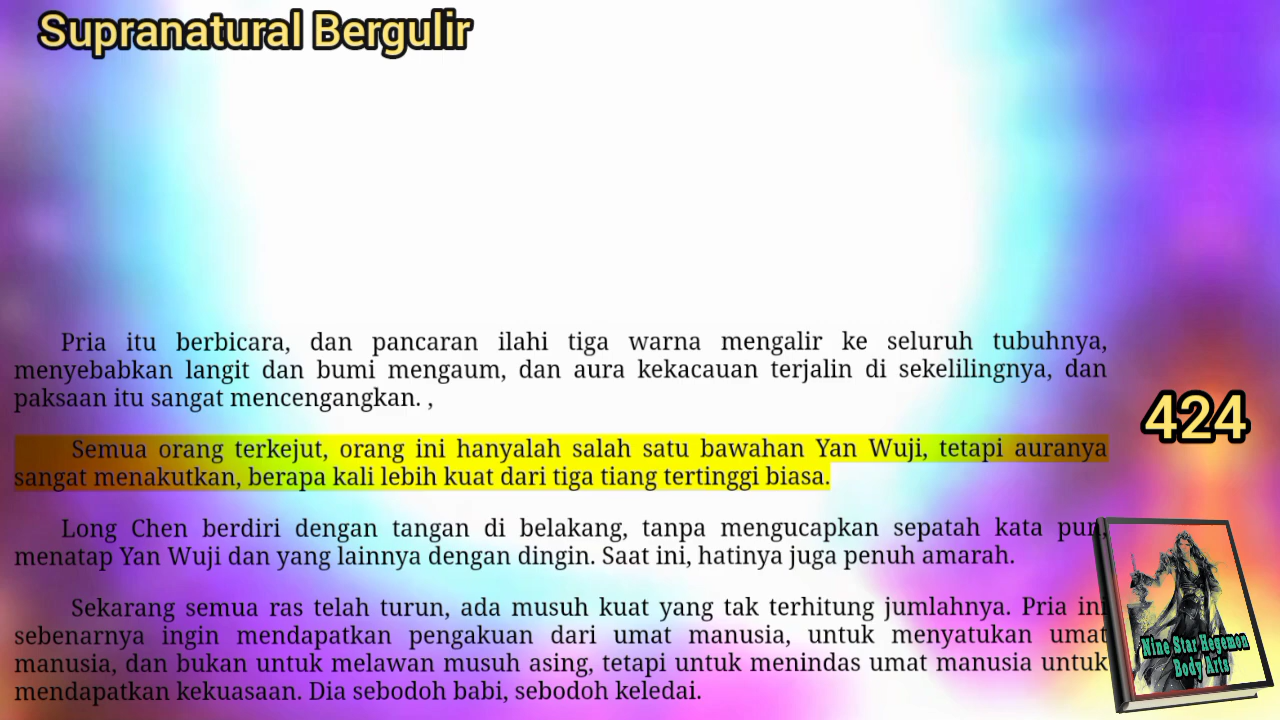 Supranatural Bergulir
Pria itu berbicara, dan pancaran ilahi tiga warna mengalir ke seluruh tubuhnya,
menyebabkan langit dan bumi mengaum, dan aura kekacauan terjalin di sekelilingnya, dan
paksaan itu sangat mencengangkan. ,
Semua orang terkejut, orang ini hanyalah salah satu bawahan Yan Wuji, tetapi auranya
sangat menakutkan, berapa kali lebih kuat dari tiga tiang tertinggi biasa.
424
Long Chen berdiri dengan tangan di belakang, tanpa mengucapkan sepatah kata pun,
menatap Yan Wuji dan yang lainnya dengan dingin. Saat ini, hatinya juga penuh amarah.
Sekarang semua ras telah turun, ada musuh kuat yang tak terhitung jumlahnya. Pria ini
sebenarnya ingin mendapatkan pengakuan dari umat manusia, untuk menyatukan umat
manusia, dan bukan untuk melawan musuh asing, tetapi untuk menindas umat manusia untuk
mendapatkan kekuasaan. Dia sebodoh babi, sebodoh keledai.
Nine Star Hegemon
Body Arts